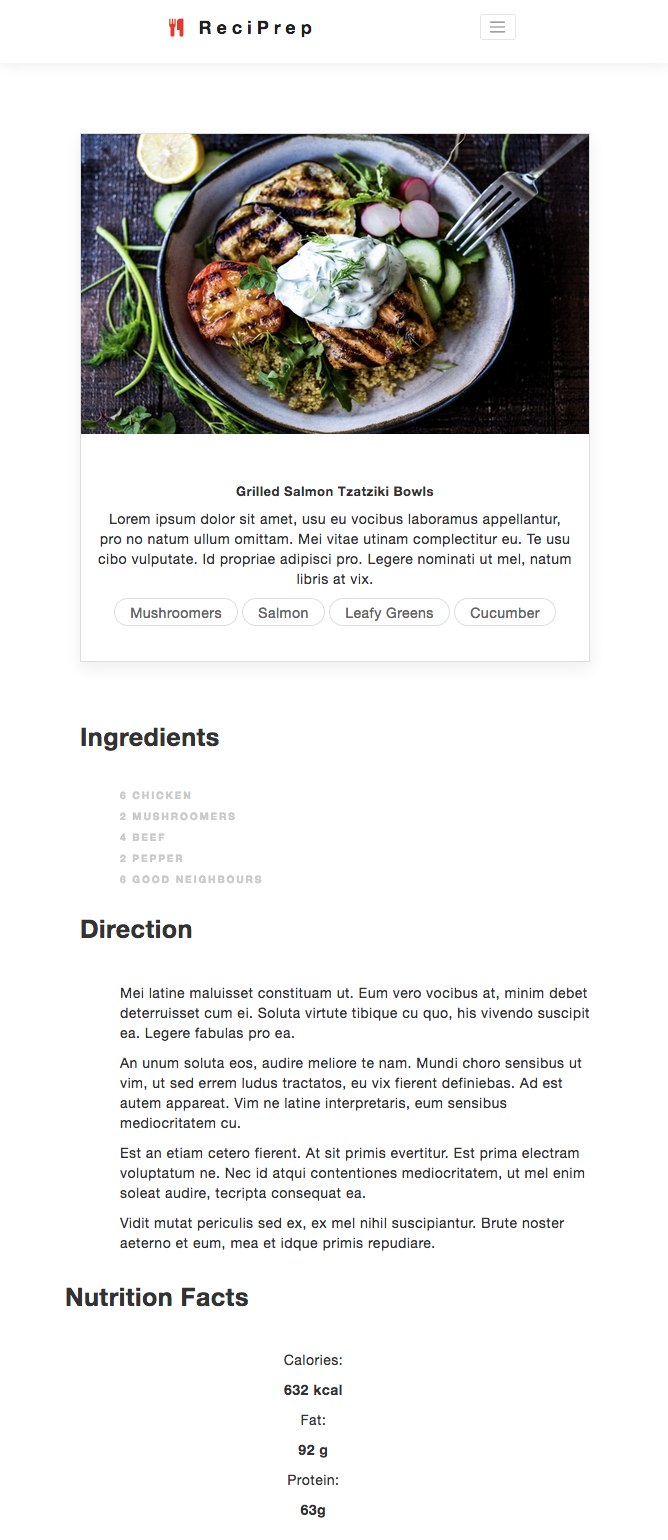 ReciPrep
Grilled Salmon Tzatziki Bowls
Lorem ipsum dolor sit amet, usu eu vocibus laboramus appellantur,
pro no natum ullum omittam. Mei vitae utinam complectitur eu. Te usu
cibo vulputate. Id propriae adipisci pro. Legere nominati ut mel, natum
libris at vix.
Mushroomers Salmon Leafy Greens Cucumber
Ingredients
6 CHICKEN
2 MUSHROOMERS
4 BEEF
2 PEPPER
6 GOOD NEIGHBOURS
Direction
Mei latine maluisset constituam ut. Eum vero vocibus at, minim debet
deterruisset cum ei. Soluta virtute tibique cu quo, his vivendo suscipit
ea. Legere fabulas pro ea.
An unum soluta eos, audire meliore te nam. Mundi choro sensibus ut
vim, ut sed errem ludus tractatos, eu vix fierent definiebas. Ad est
autem appareat. Vim ne latine interpretaris, eum sensibus
mediocritatem cu.
Est an etiam cetero fierent. At sit primis evertitur. Est prima electram
voluptatum ne. Nec id atqui contentiones mediocritatem, ut mel enim
soleat audire, tecripta consequat ea.
Vidit mutat periculis sed ex, ex mel nihil suscipiantur. Brute noster
aeterno et eum, mea et idque primis repudiare.
Nutrition Facts
Calories:
632 kcal
Fat:
92 g
Protein:
63g